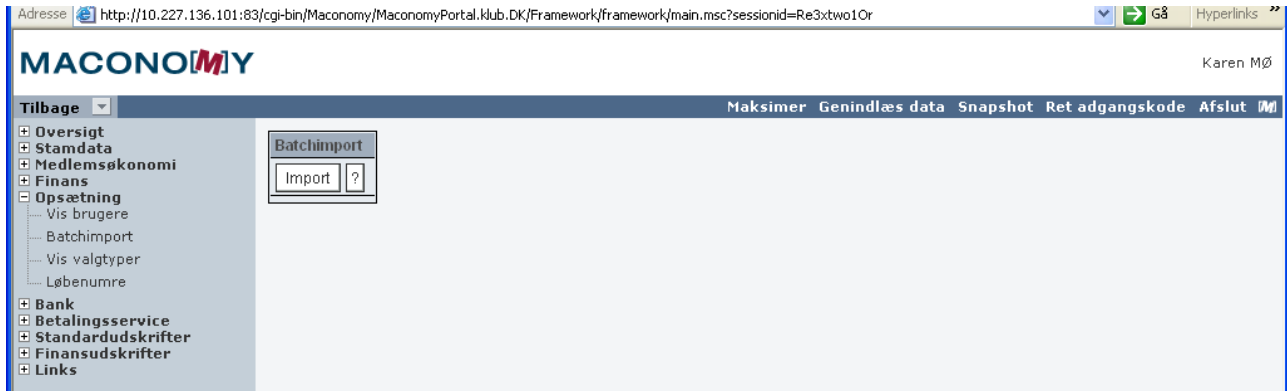 Adresse http://10.227.136.101:83/cgi-bin/Maconomy/MaconomyPortal.klub.DK/Framework/framework/main.msc?sessionid=Re3xtwo1Or Gå Hyperlinks »
MACONO[M]Y Karen MØ
Tilbage Maksimer Genindlæs data Snapshot Ret adgangskode Afslut [M]
Oversigt
Stamdata
Medlemsøkonomi
Finans
Opsætning
Vis brugere
Batchimport
Vis valgtyper
Løbenumre
Bank
Betalingsservice
Standardudskrifter
Finansudskrifter
Links
Batchimport
Import ?